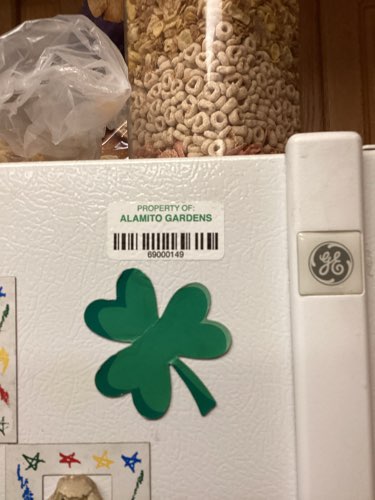 PROPERTY OF:
ALAMITO GARDENS
69000149
GE